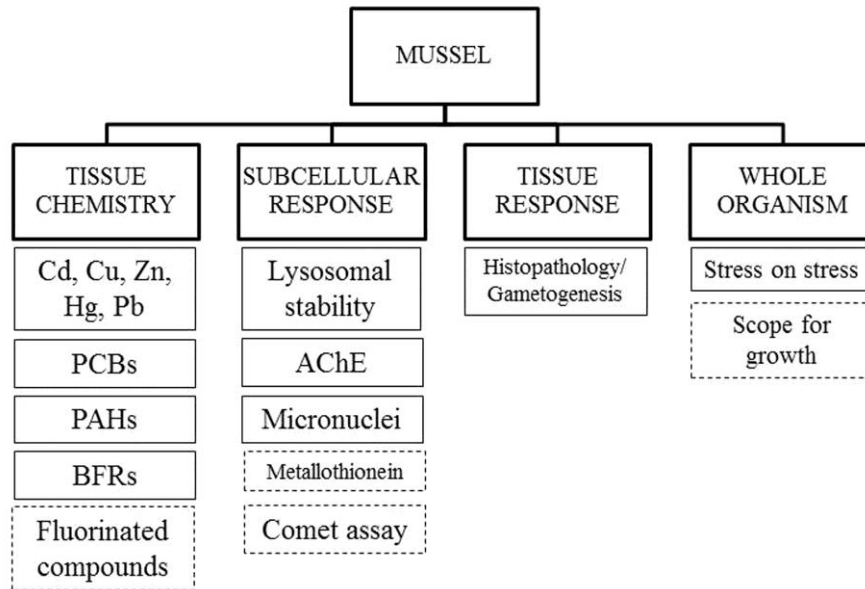 MUSSEL
TISSUE
CHEMISTRY
SUBCELLULAR
RESPONSE
TISSUE
RESPONSE
WHOLE
ORGANISM
Cd, Cu, Zn,
Hg, Pb
PCBs
PAHs
BFRs
Fluorinated
compounds
Lysosomal
stability
AChE
Micronuclei
Metallothionein
Comet assay
Histopathology/
Gametogenesis
Stress on stress
Scope for
growth